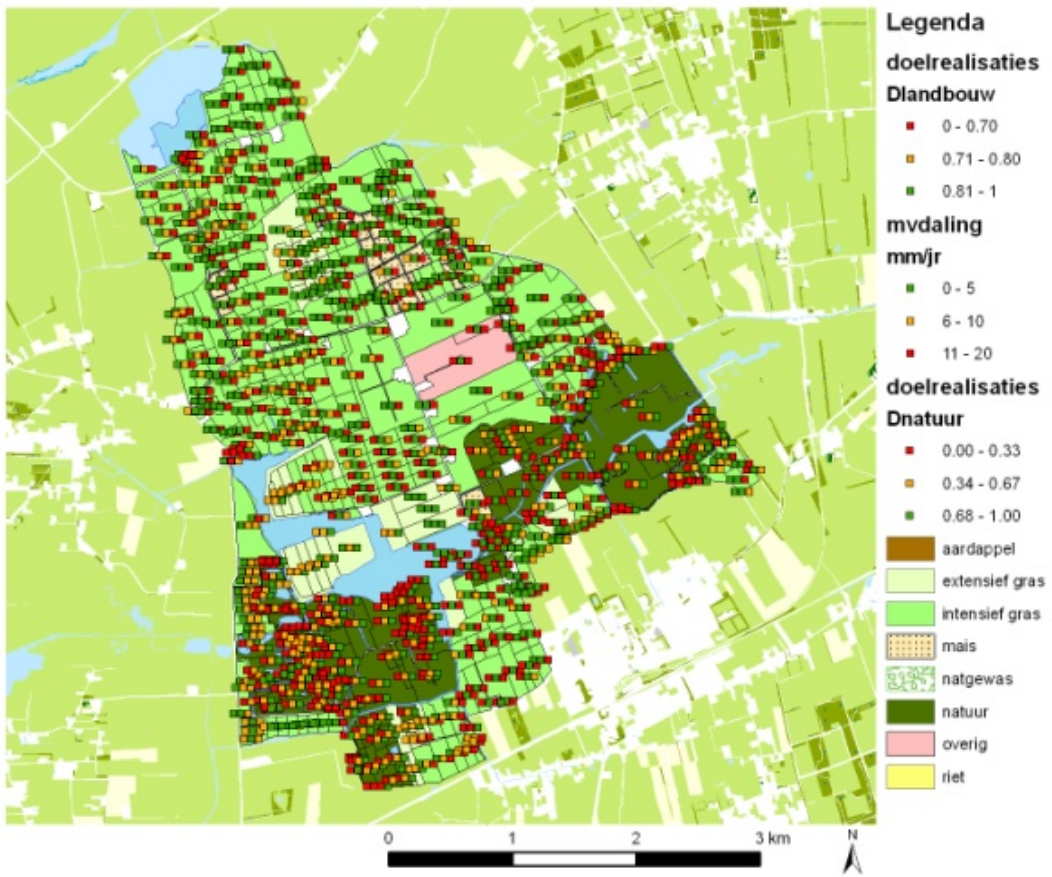 Legenda
doelrealisaties
Dlandbouw
0 - 0.70
0.71 - 0.80
0.81 - 1
mvdaling
mm/jr
0 - 5
6 - 10
11 - 20
doelrealisaties
Dnatuur
0.00 - 0.33
0.34 - 0.67
0.68 - 1.00
aardappel
extensief gras
intensief gras
mais
natgewas
natuur
overig
riet
0 1 2 3 km
N